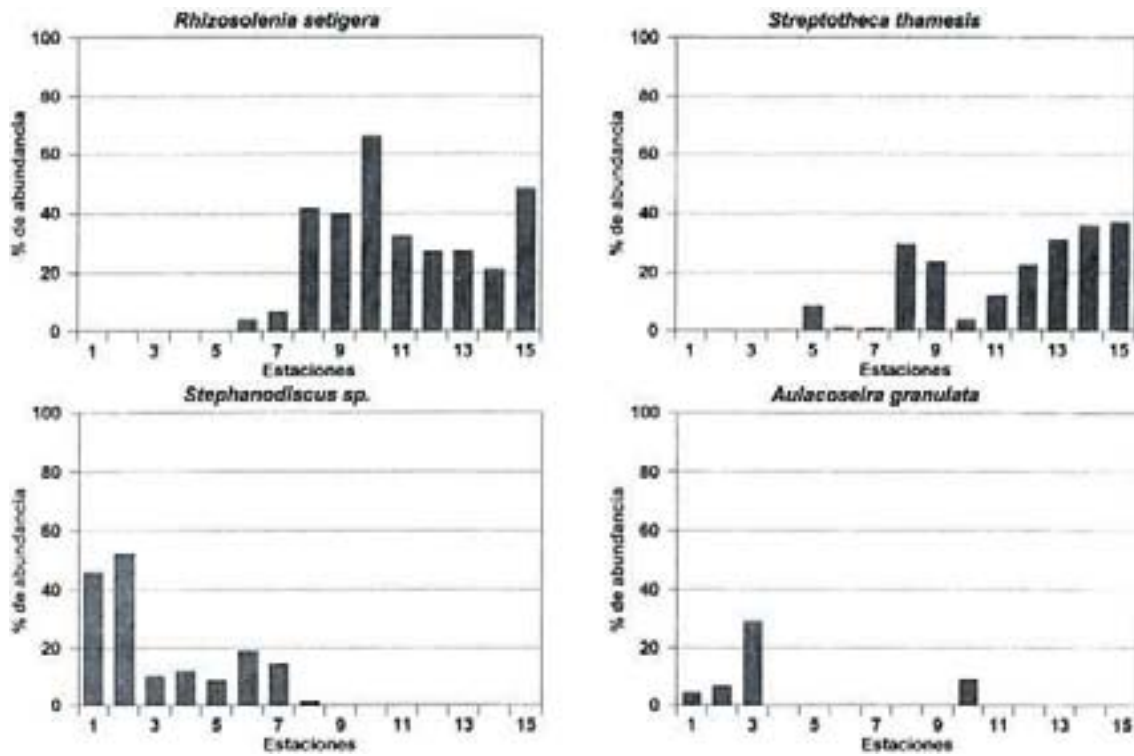 Rhizosolenia setigera
100
80
60
40
20
0
% de abundancia
1 3 5 7 9 11 13 15
Estaciones
Streptotheca thamesis
100
80
60
40
20
0
% de abundancia
1 3 5 7 9 11 13 15
Estaciones
Stephanodiscus sp.
100
80
60
40
20
0
% de abundancia
1 3 5 7 9 11 13 15
Estaciones
Aulacoseira granulata
100
80
60
40
20
0
% de abundancia
1 3 5 7 9 11 13 15
Estaciones